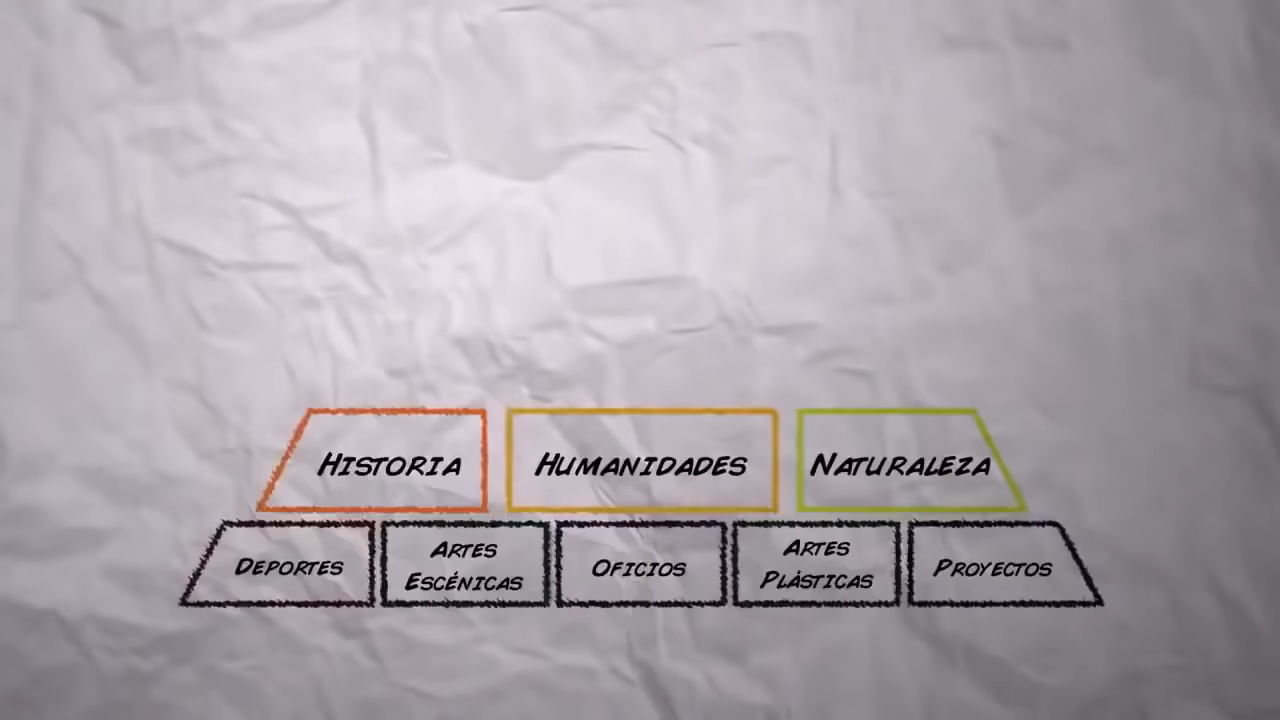 HISTORIA
HUMANIDADES
NATURALEZA
DEPORTES
ARTES
ESCÉNICAS
OFICIOS
ARTES
PLÁSTICAS
PROYECTOS